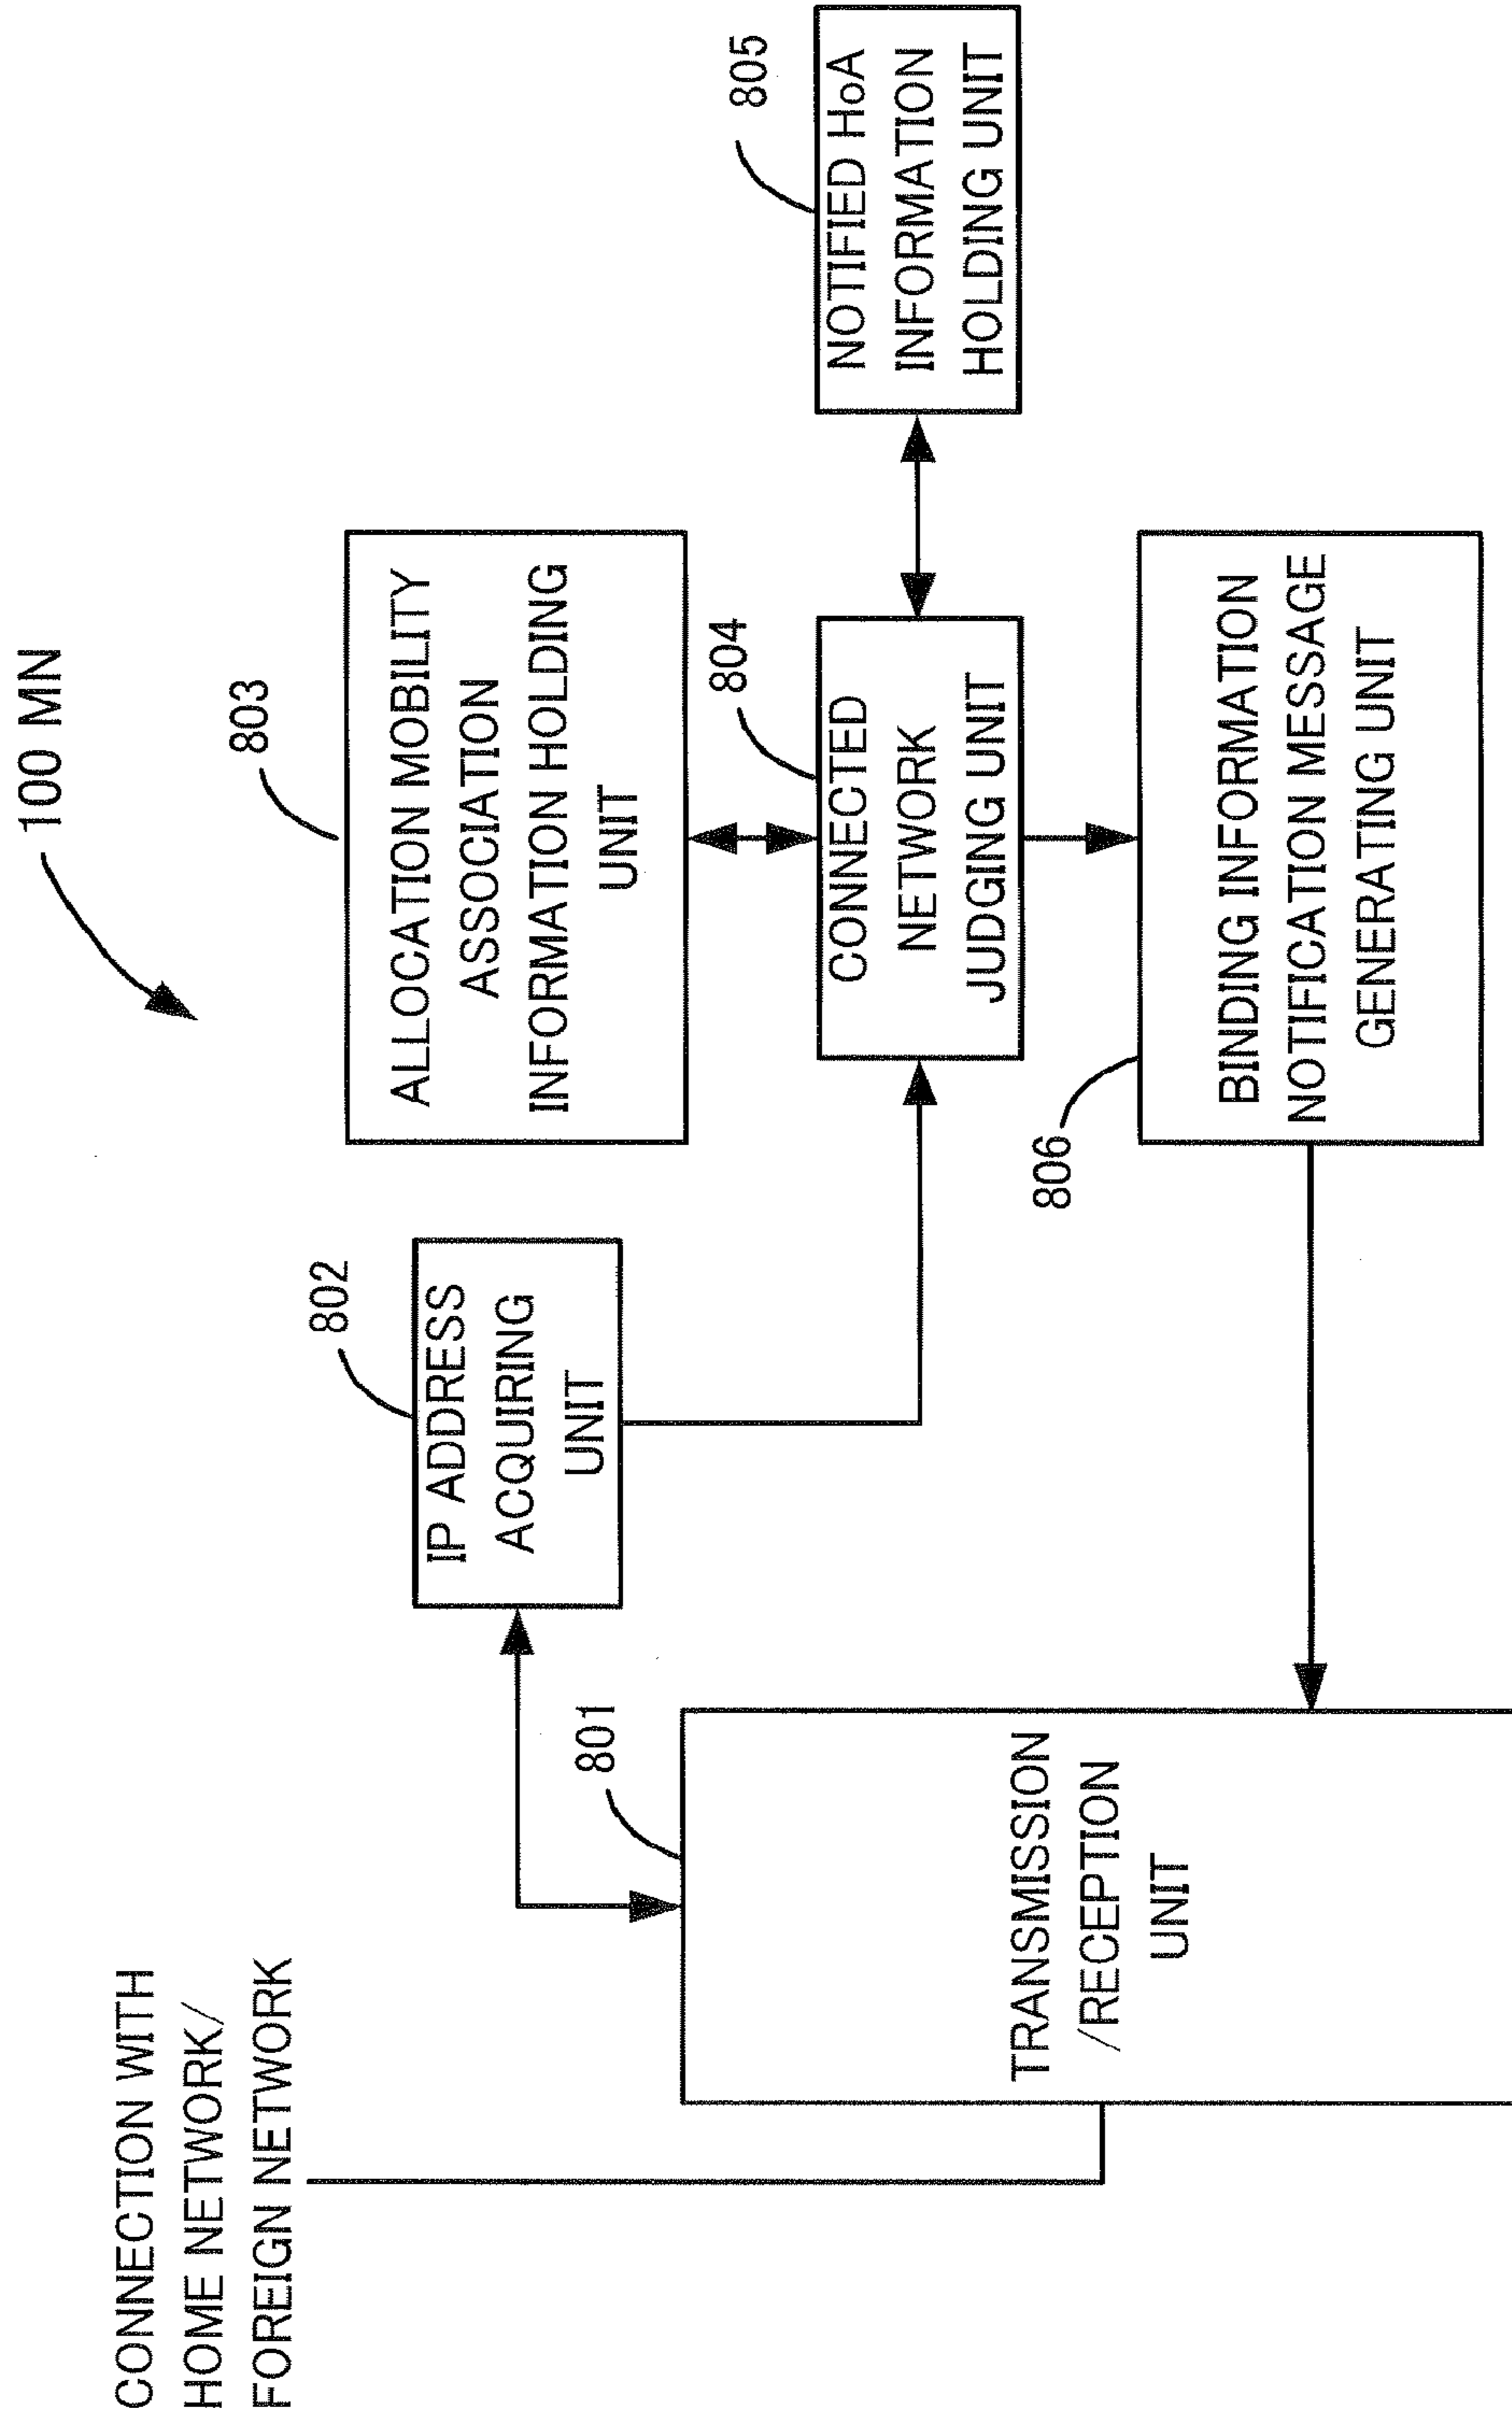 100 MN
CONNECTION WITH
HOME NETWORK/
FOREIGN NETWORK
801
TRANSMISSION
/RECEPTION
UNIT
802
IP ADDRESS
ACQUIRING
UNIT
803
ALLOCATION MOBILITY
ASSOCIATION
INFORMATION HOLDING
UNIT
804
CONNECTED
NETWORK
JUDGING UNIT
805
NOTIFIED HoA
INFORMATION
HOLDING UNIT
806
BINDING INFORMATION
NOTIFICATION MESSAGE
GENERATING UNIT